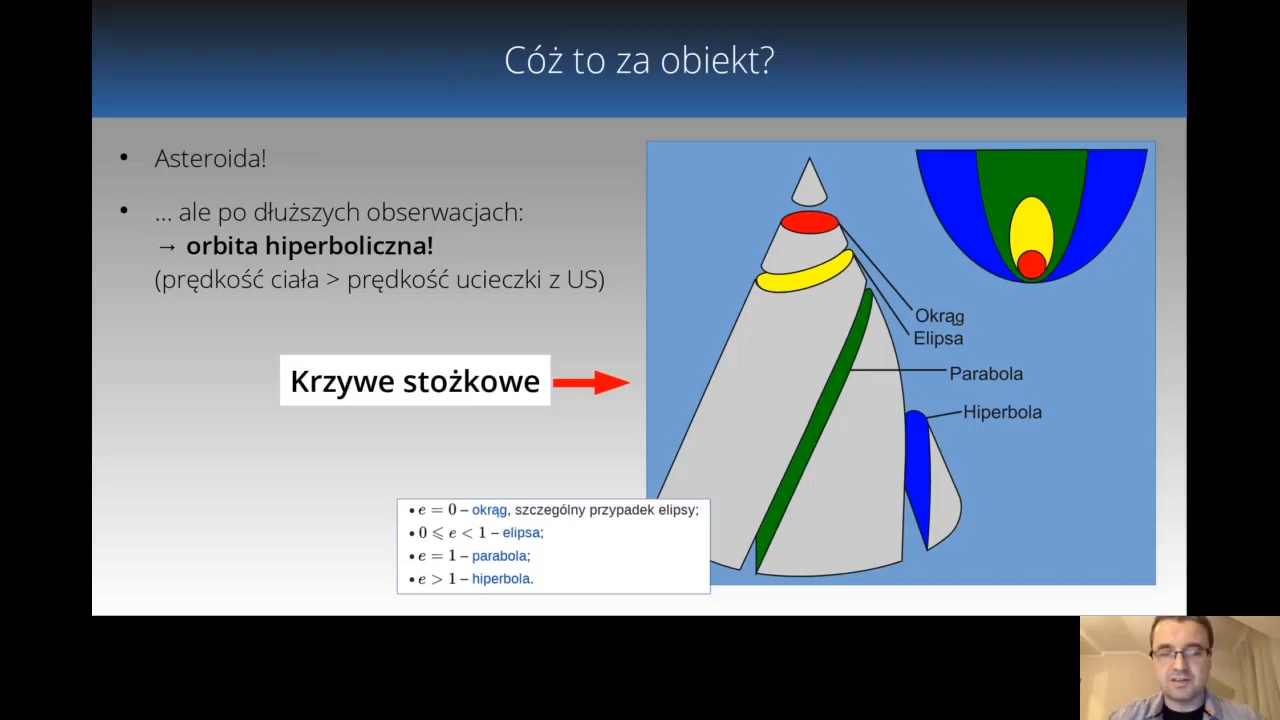 Cóż to za obiekt?
• Asteroida!
• ... ale po dłuższych obserwacjach:
→ orbita hiperboliczna!
(prędkość ciała > prędkość ucieczki z US)
Krzywe stożkowe
Okrąg
Elipsa
Parabola
Hiperbola
• e = 0 – okrąg, szczególny przypadek elipsy;
• 0 ⩽ e < 1 – elipsa;
• e = 1 – parabola;
• e > 1 – hiperbola.